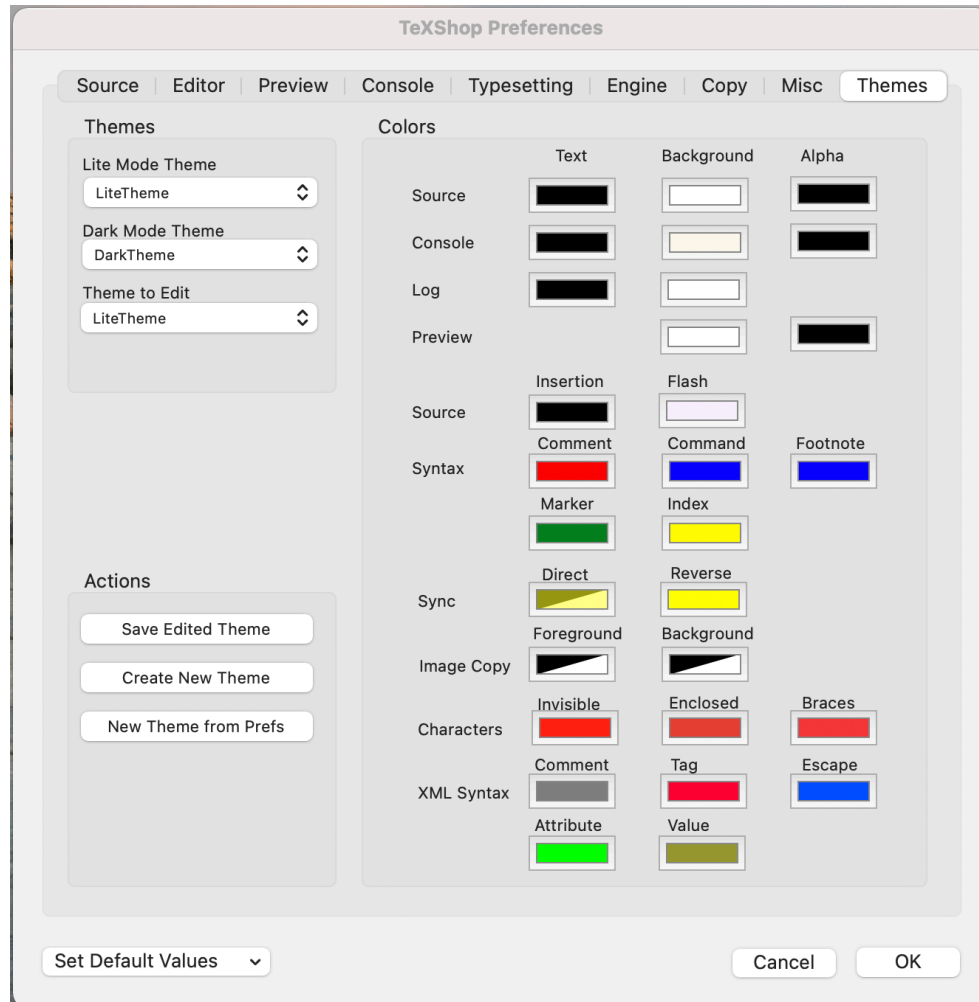 TeXShop Preferences
Source Editor Preview Console Typesetting Engine Copy Misc Themes
Themes
Lite Mode Theme
LiteTheme
Dark Mode Theme
DarkTheme
Theme to Edit
LiteTheme
Actions
Save Edited Theme
Create New Theme
New Theme from Prefs
Colors
Text Background Alpha
Source
Console
Log
Preview
Insertion Flash
Source
Comment Command Footnote
Syntax
Marker Index
Direct Reverse
Sync
Foreground Background
Image Copy
Invisible Enclosed Braces
Characters
Comment Tag Escape
XML Syntax
Attribute Value
Set Default Values
Cancel OK